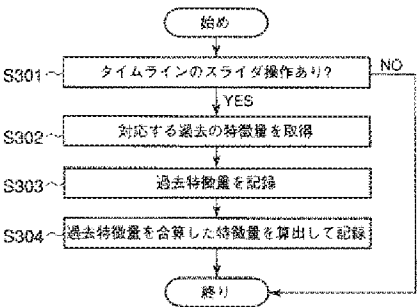 始め
S301 タイムラインのスライダ操作あり? NO
YES
S302 対応する過去の特徴量を取得
S303 過去特徴量を記録
S304 過去特徴量を合算した特徴量を算出して記録
終り